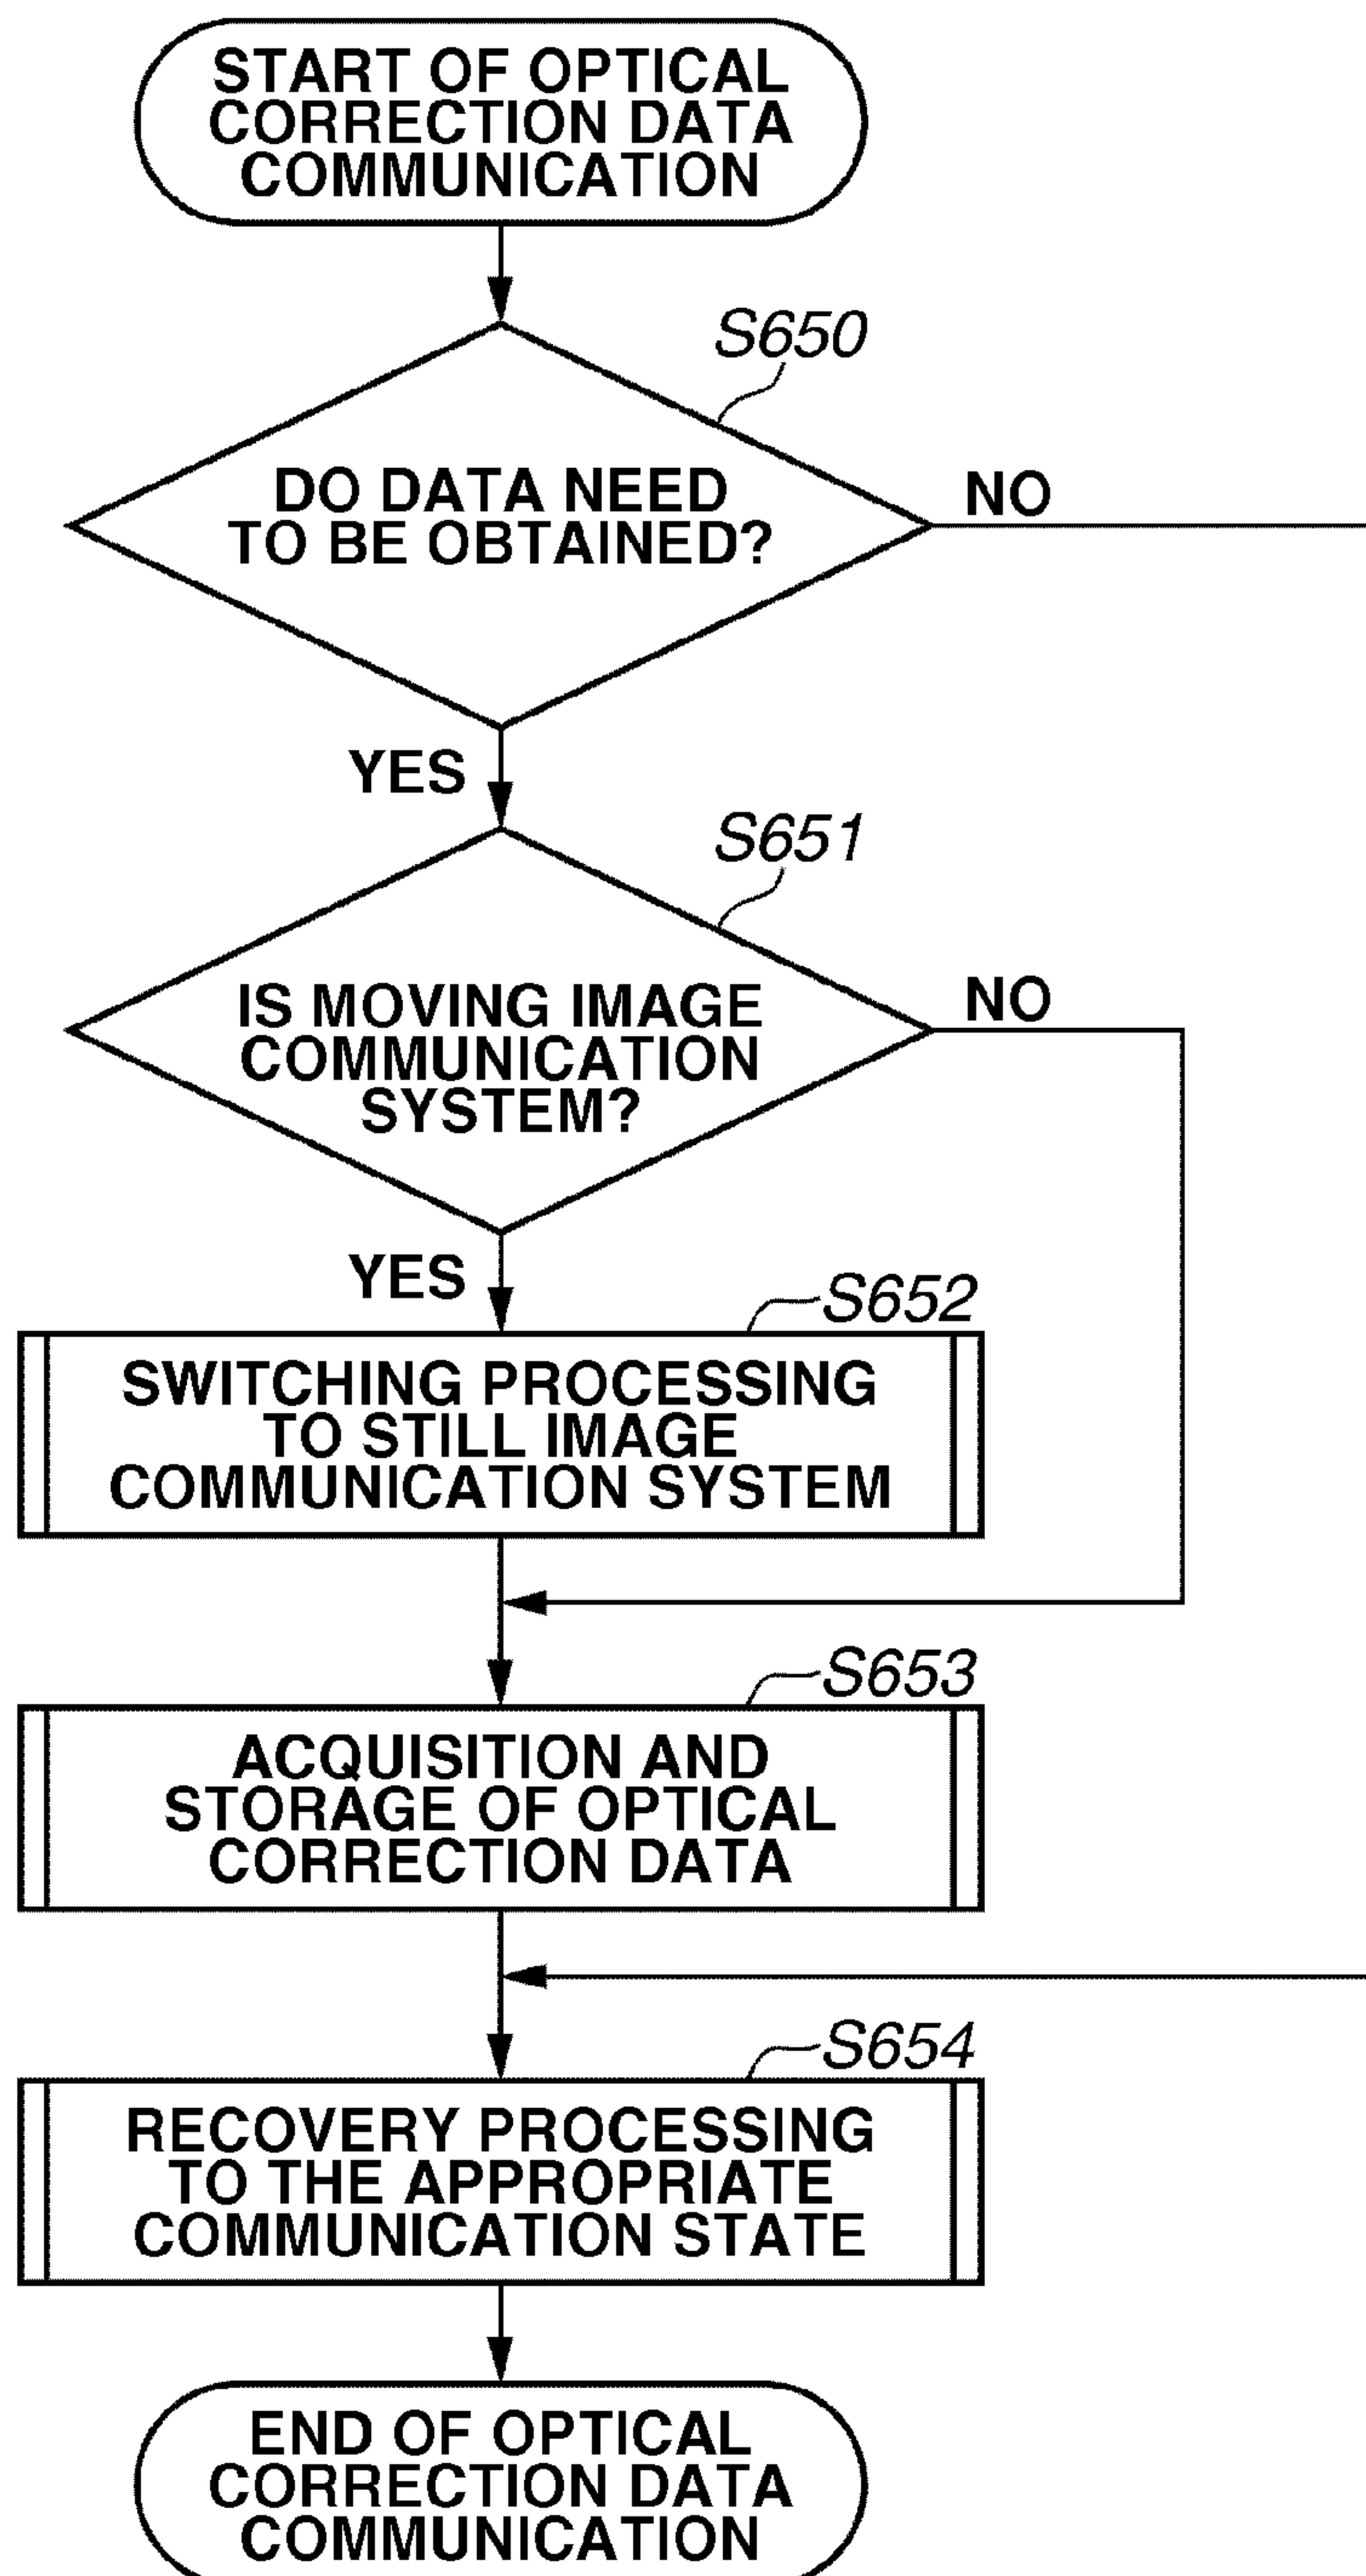 START OF OPTICAL
CORRECTION DATA
COMMUNICATION
S650
DO DATA NEED
TO BE OBTAINED?
NO
YES
S651
IS MOVING IMAGE
COMMUNICATION
SYSTEM?
NO
YES
S652
SWITCHING PROCESSING
TO STILL IMAGE
COMMUNICATION SYSTEM
S653
ACQUISITION AND
STORAGE OF OPTICAL
CORRECTION DATA
S654
RECOVERY PROCESSING
TO THE APPROPRIATE
COMMUNICATION STATE
END OF OPTICAL
CORRECTION DATA
COMMUNICATION